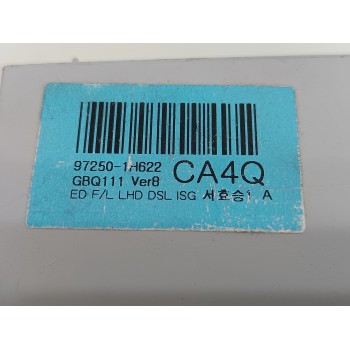 97250-1H622 CA4Q
GBQ111 Ver8
ED F/L LHD DSL ISG 서효승1, A